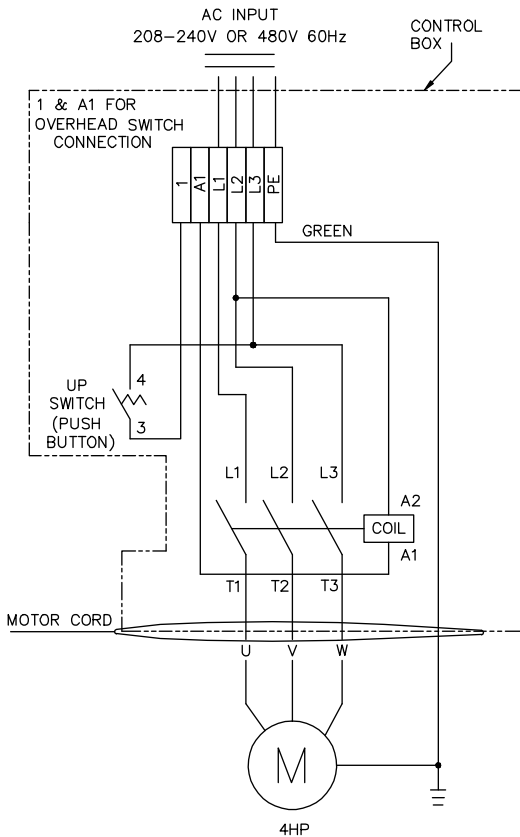 AC INPUT
208-240V OR 480V 60Hz
CONTROL
BOX
1 & A1 FOR
OVERHEAD SWITCH
CONNECTION
1
A1
L1
L2
L3
PE
GREEN
4
UP
SWITCH
(PUSH
BUTTON)
3
L1
L2
L3
A2
COIL
A1
T1
T2
T3
MOTOR CORD
U
V
W
M
4HP